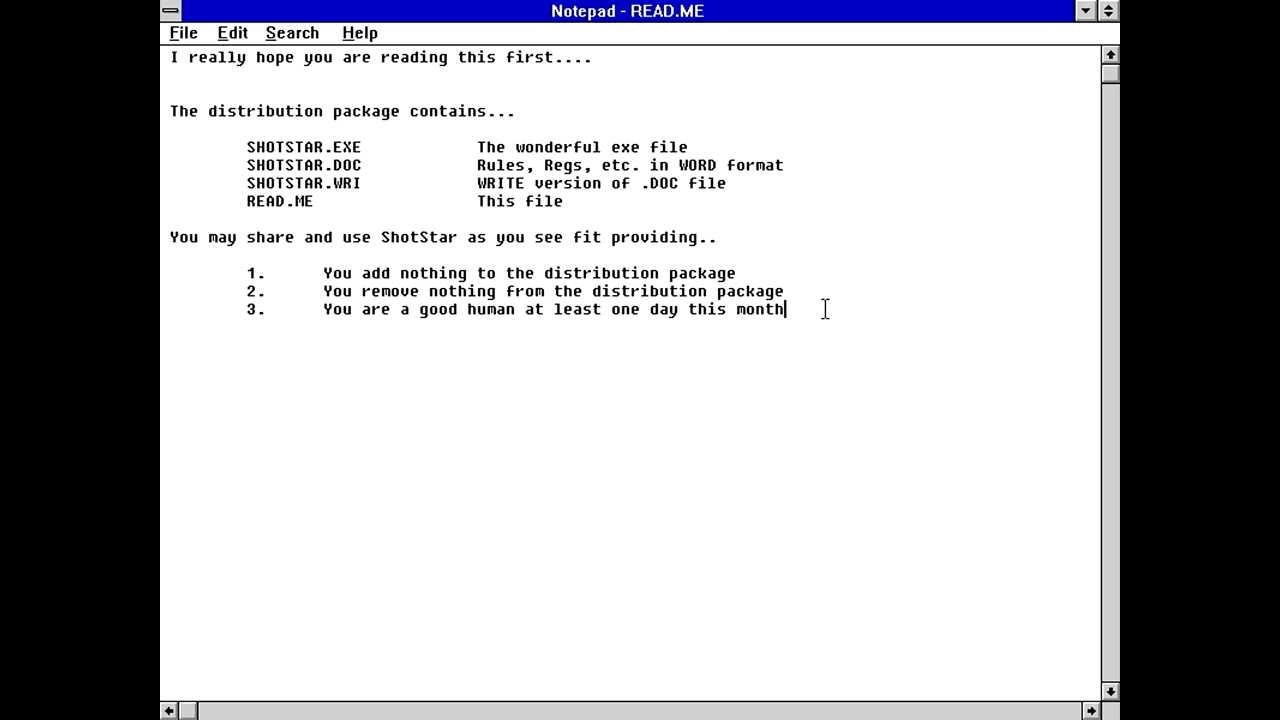 Notepad - READ.ME
File Edit Search Help
I really hope you are reading this first....
The distribution package contains...
SHOTSTAR.EXE The wonderful exe file
SHOTSTAR.DOC Rules, Regs, etc. in WORD format
SHOTSTAR.WRI WRITE version of .DOC file
READ.ME This file
You may share and use ShotStar as you see fit providing..
1. You add nothing to the distribution package
2. You remove nothing from the distribution package
3. You are a good human at least one day this month